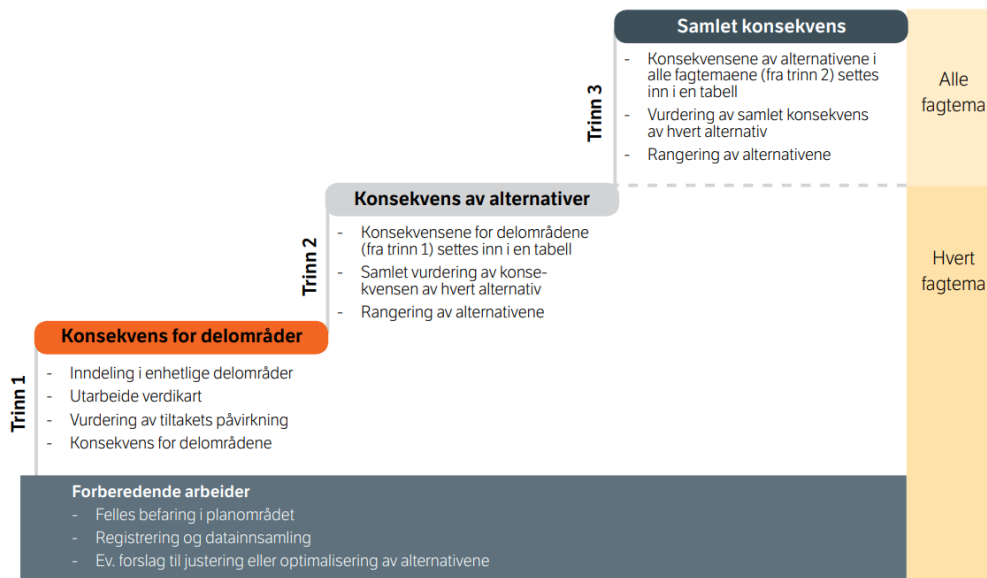 Samlet konsekvens
- Konsekvensene av alternativene i
alle fagtemaene (fra trinn 2) settes
inn i en tabell
- Vurdering av samlet konsekvens
av hvert alternativ
- Rangering av alternativene
Trinn 3
Alle
fagtema
Konsekvens av alternativer
- Konsekvensene for delområdene
(fra trinn 1) settes inn i en tabell
- Samlet vurdering av konse-
kvensen av hvert alternativ
- Rangering av alternativene
Trinn 2
Hvert
fagtema
Konsekvens for delområder
- Inndeling i enhetlige delområder
- Utarbeide verdikart
- Vurdering av tiltakets påvirkning
- Konsekvens for delområdene
Trinn 1
Forberedende arbeider
- Felles befaring i planområdet
- Registrering og datainnsamling
- Ev. forslag til justering eller optimalisering av alternativene